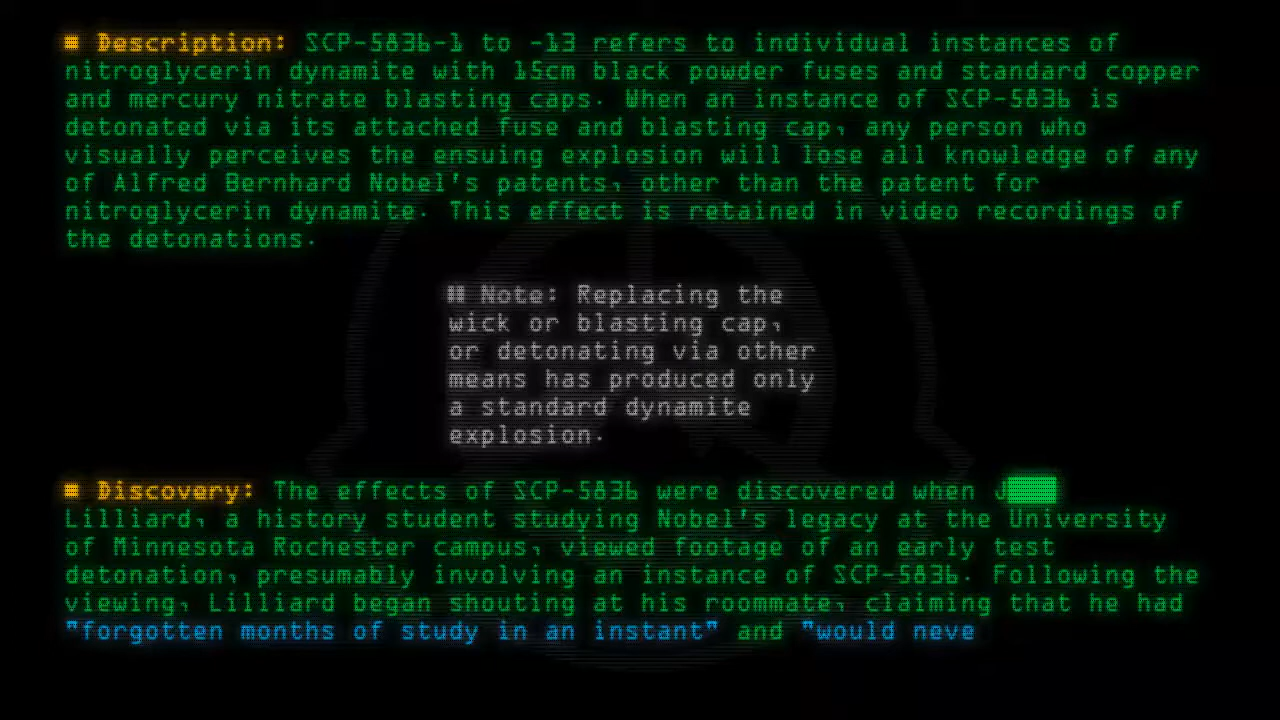 ■ Description: SCP-5836-1 to -13 refers to individual instances of
nitroglycerin dynamite with 15cm black powder fuses and standard copper
and mercury nitrate blasting caps. When an instance of SCP-5836 is
detonated via its attached fuse and blasting cap, any person who
visually perceives the ensuing explosion will lose all knowledge of any
of Alfred Bernhard Nobel's patents, other than the patent for
nitroglycerin dynamite. This effect is retained in video recordings of
the detonations.
Note: Replacing the
wick or blasting cap,
or detonating via other
means has produced only
a standard dynamite
explosion.
■ Discovery: The effects of SCP-5836 were discovered when J███
Lilliard, a history student studying Nobel's legacy at the University
of Minnesota Rochester campus, viewed footage of an early test
detonation, presumably involving an instance of SCP-5836. Following the
viewing, Lilliard began shouting at his roommate, claiming that he had
"forgotten months of study in an instant" and "would neve